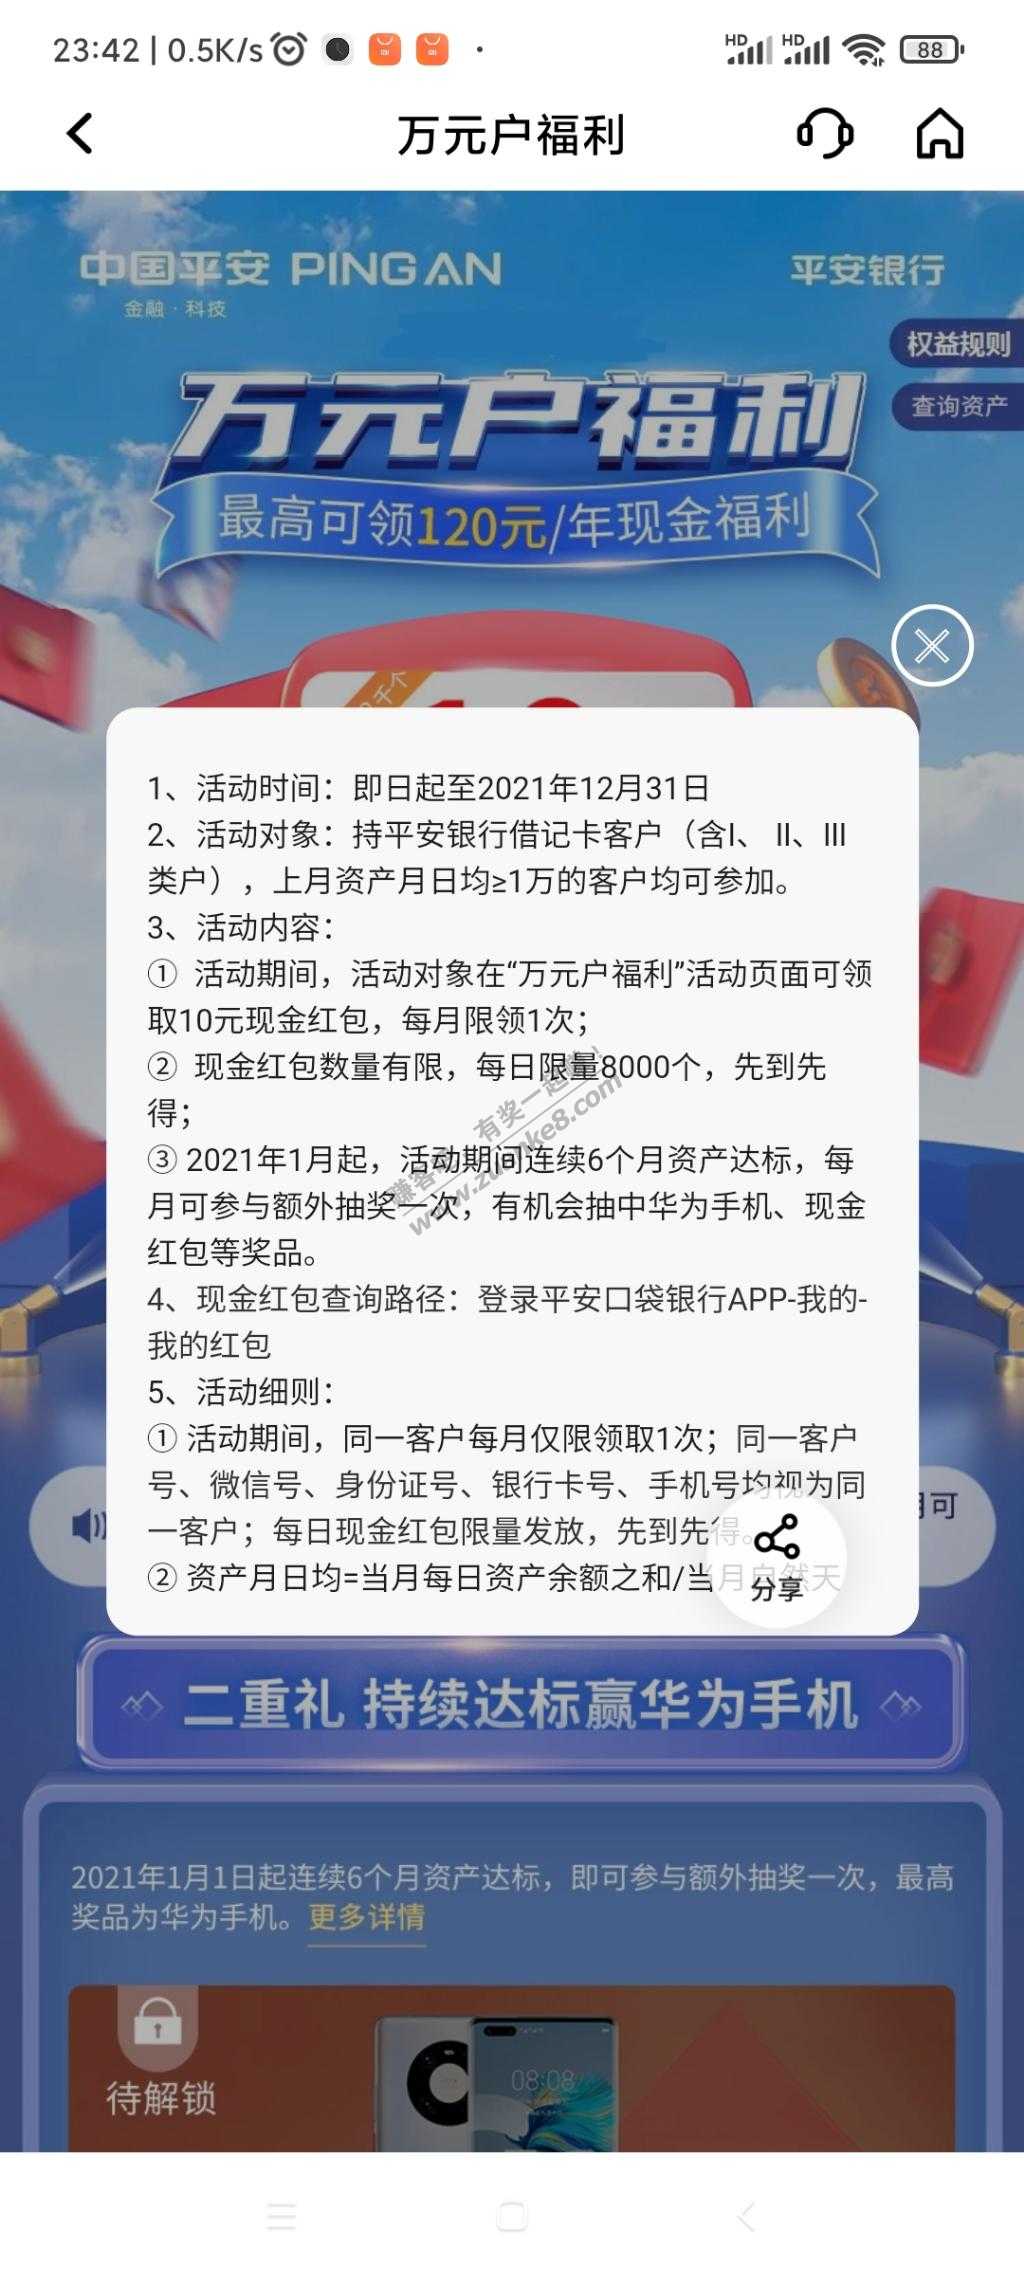 23:42 | 0.5K/s
HD HD 88
万元户福利
中国平安 PING AN
金融·科技
平安银行
权益规则
查询资产
万元户福利
最高可领120元/年现金福利
千个
1、活动时间：即日起至2021年12月31日
2、活动对象：持平安银行借记卡客户（含I、 II、III
类户），上月资产月日均≥1万的客户均可参加。
3、活动内容：
① 活动期间，活动对象在“万元户福利”活动页面可领
取10元现金红包，每月限领1次；
② 现金红包数量有限，每日限量8000个，先到先
得；
③ 2021年1月起，活动期间连续6个月资产达标，每
月可参与额外抽奖一次，有机会抽中华为手机、现金
红包等奖品。
4、现金红包查询路径：登录平安口袋银行APP-我的-
我的红包
5、活动细则：
① 活动期间，同一客户每月仅限领取1次；同一客户
号、微信号、身份证号、银行卡号、手机号均视为同
一客户；每日现金红包限量发放，先到先得。
② 资产月日均=当月每日资产余额之和/当月自然天
分享
月可
二重礼 持续达标赢华为手机
2021年1月1日起连续6个月资产达标，即可参与额外抽奖一次，最高
奖品为华为手机。更多详情
待解锁
08:08